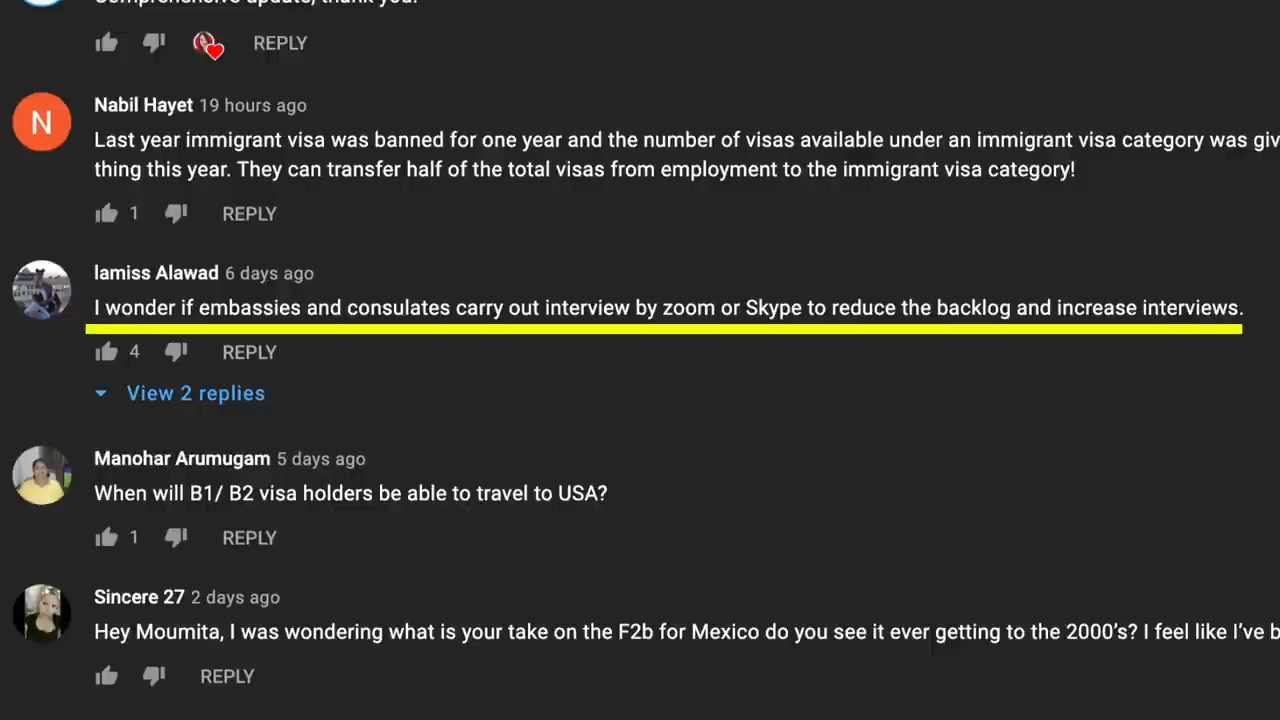 Comprehensive update, thank you!
REPLY
N
Nabil Hayet 19 hours ago
Last year immigrant visa was banned for one year and the number of visas available under an immigrant visa category was giv
thing this year. They can transfer half of the total visas from employment to the immigrant visa category!
1 REPLY
lamiss Alawad 6 days ago
I wonder if embassies and consulates carry out interview by zoom or Skype to reduce the backlog and increase interviews.
4 REPLY
View 2 replies
Manohar Arumugam 5 days ago
When will B1/ B2 visa holders be able to travel to USA?
1 REPLY
Sincere 27 2 days ago
Hey Moumita, I was wondering what is your take on the F2b for Mexico do you see it ever getting to the 2000's? I feel like I've b
REPLY